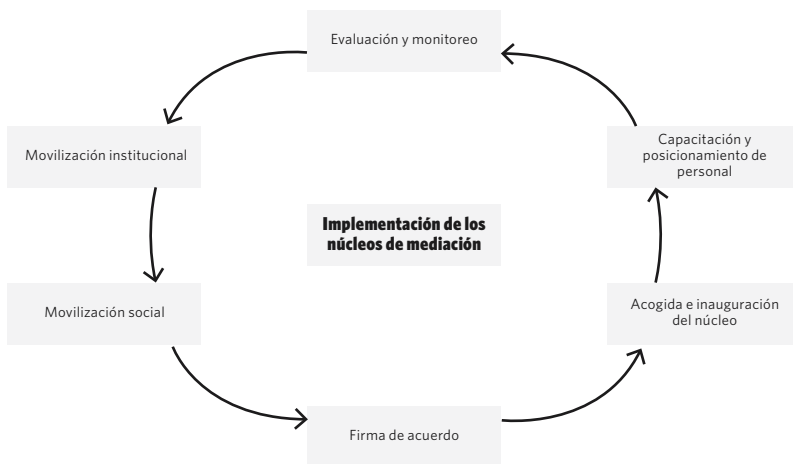 Evaluación y monitoreo
Movilización institucional
Capacitación y
posicionamiento de
personal
Implementación de los
núcleos de mediación
Movilización social
Acogida e inauguración
del núcleo
Firma de acuerdo